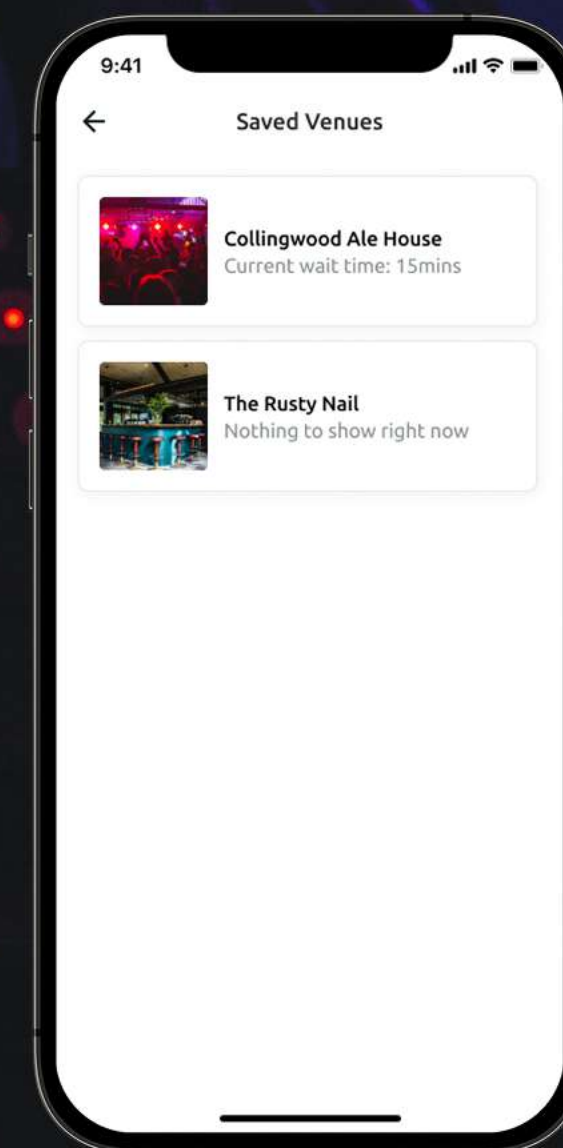 9:41
Saved Venues
Collingwood Ale House
Current wait time: 15mins
The Rusty Nail
Nothing to show right now